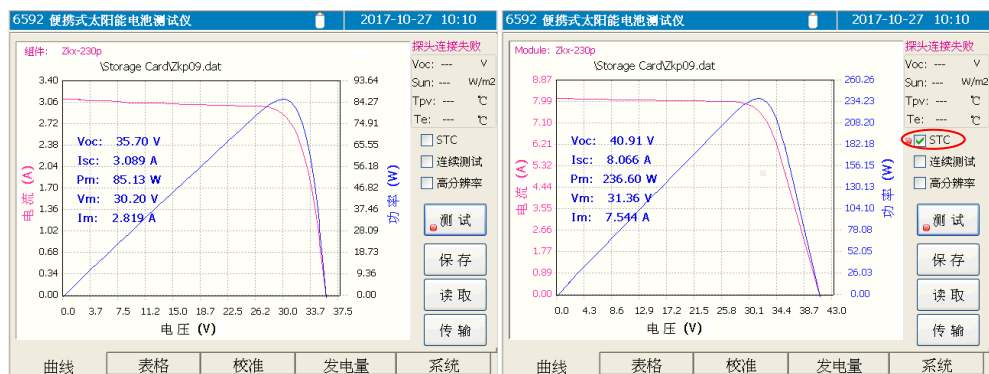 6592 便携式太阳能电池测试仪 2017-10-27 10:10
组件: Zkx-230p
\Storage Card\Zkp09.dat
探头连接失败
Voc: --- V
Sun: --- W/m2
Tpv: --- ℃
Te: --- ℃
STC
连续测试
高分辨率
测 试
保 存
读 取
传 输
3.40
3.06
2.72
2.38
2.04
1.70
1.36
1.02
0.68
0.34
0.00
电 流 (A)
Voc: 35.70 V
Isc: 3.089 A
Pm: 85.13 W
Vm: 30.20 V
Im: 2.819 A
93.64
84.27
74.91
65.55
56.18
46.82
37.46
28.09
18.73
9.36
0.00
功 率 (W)
0.0 3.7 7.5 11.2 15.0 18.7 22.5 26.2 30.0 33.7 37.5
电 压 (V)
曲线 表格 校准 发电量 系统
6592 便携式太阳能电池测试仪 2017-10-27 10:10
Module: Zkx-230p
\Storage Card\Zkp09.dat
探头连接失败
Voc: --- V
Sun: --- W/m2
Tpv: --- ℃
Te: --- ℃
STC
连续测试
高分辨率
测 试
保 存
读 取
传 输
8.87
7.99
7.10
6.21
5.32
4.44
3.55
2.66
1.77
0.89
0.00
电 流 (A)
Voc: 40.91 V
Isc: 8.066 A
Pm: 236.60 W
Vm: 31.36 V
Im: 7.544 A
260.26
234.23
208.20
182.18
156.15
130.13
104.10
78.08
52.05
26.03
0.00
功 率 (W)
0.0 4.3 8.6 12.9 17.2 21.5 25.8 30.1 34.4 38.7 43.0
电 压 (V)
曲线 表格 校准 发电量 系统